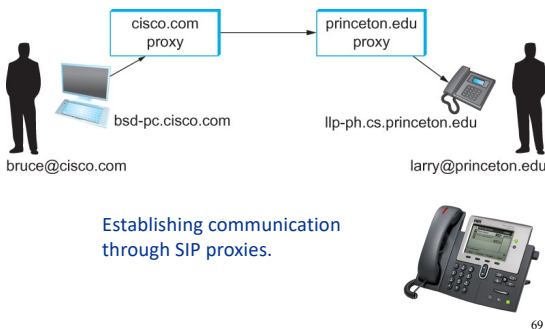 cisco.com
proxy
princeton.edu
proxy
bsd-pc.cisco.com
llp-ph.cs.princeton.edu
bruce@cisco.com
larry@princeton.edu
Establishing communication
through SIP proxies.
69